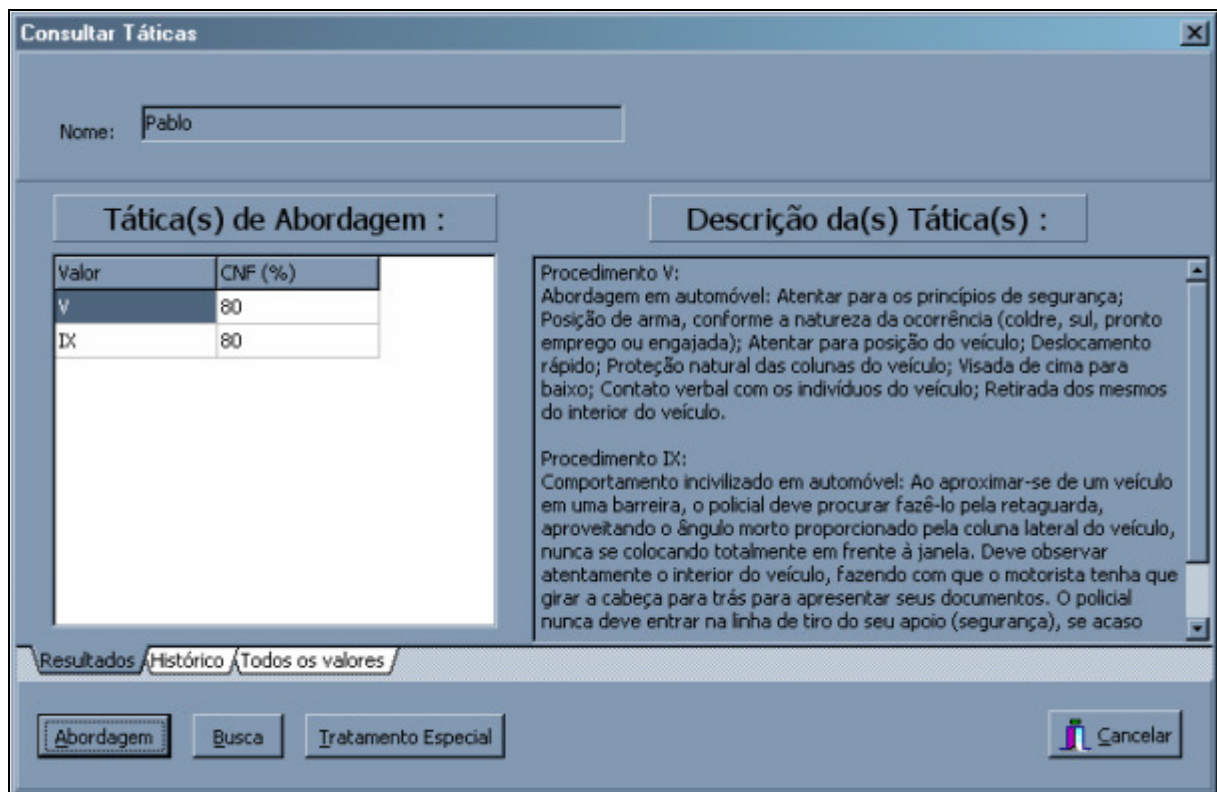 Consultar Táticas
Nome: Pablo
Tática(s) de Abordagem :
Valor CNF (%)
V 80
IX 80
Descrição da(s) Tática(s) :
Procedimento V:
Abordagem em automóvel: Atentar para os princípios de segurança;
Posição de arma, conforme a natureza da ocorrência (coldre, sul, pronto
emprego ou engajada); Atentar para posição do veículo; Deslocamento
rápido; Proteção natural das colunas do veículo; Visada de cima para
baixo; Contato verbal com os indivíduos do veículo; Retirada dos mesmos
do interior do veículo.
Procedimento IX:
Comportamento incivilizado em automóvel: Ao aproximar-se de um veículo
em uma barreira, o policial deve procurar fazê-lo pela retaguarda,
aproveitando o ângulo morto proporcionado pela coluna lateral do veículo,
nunca se colocando totalmente em frente à janela. Deve observar
atentamente o interior do veículo, fazendo com que o motorista tenha que
girar a cabeça para trás para apresentar seus documentos. O policial
nunca deve entrar na linha de tiro do seu apoio (segurança), se acaso
Resultados Histórico Todos os valores
Abordagem Busca Tratamento Especial Cancelar